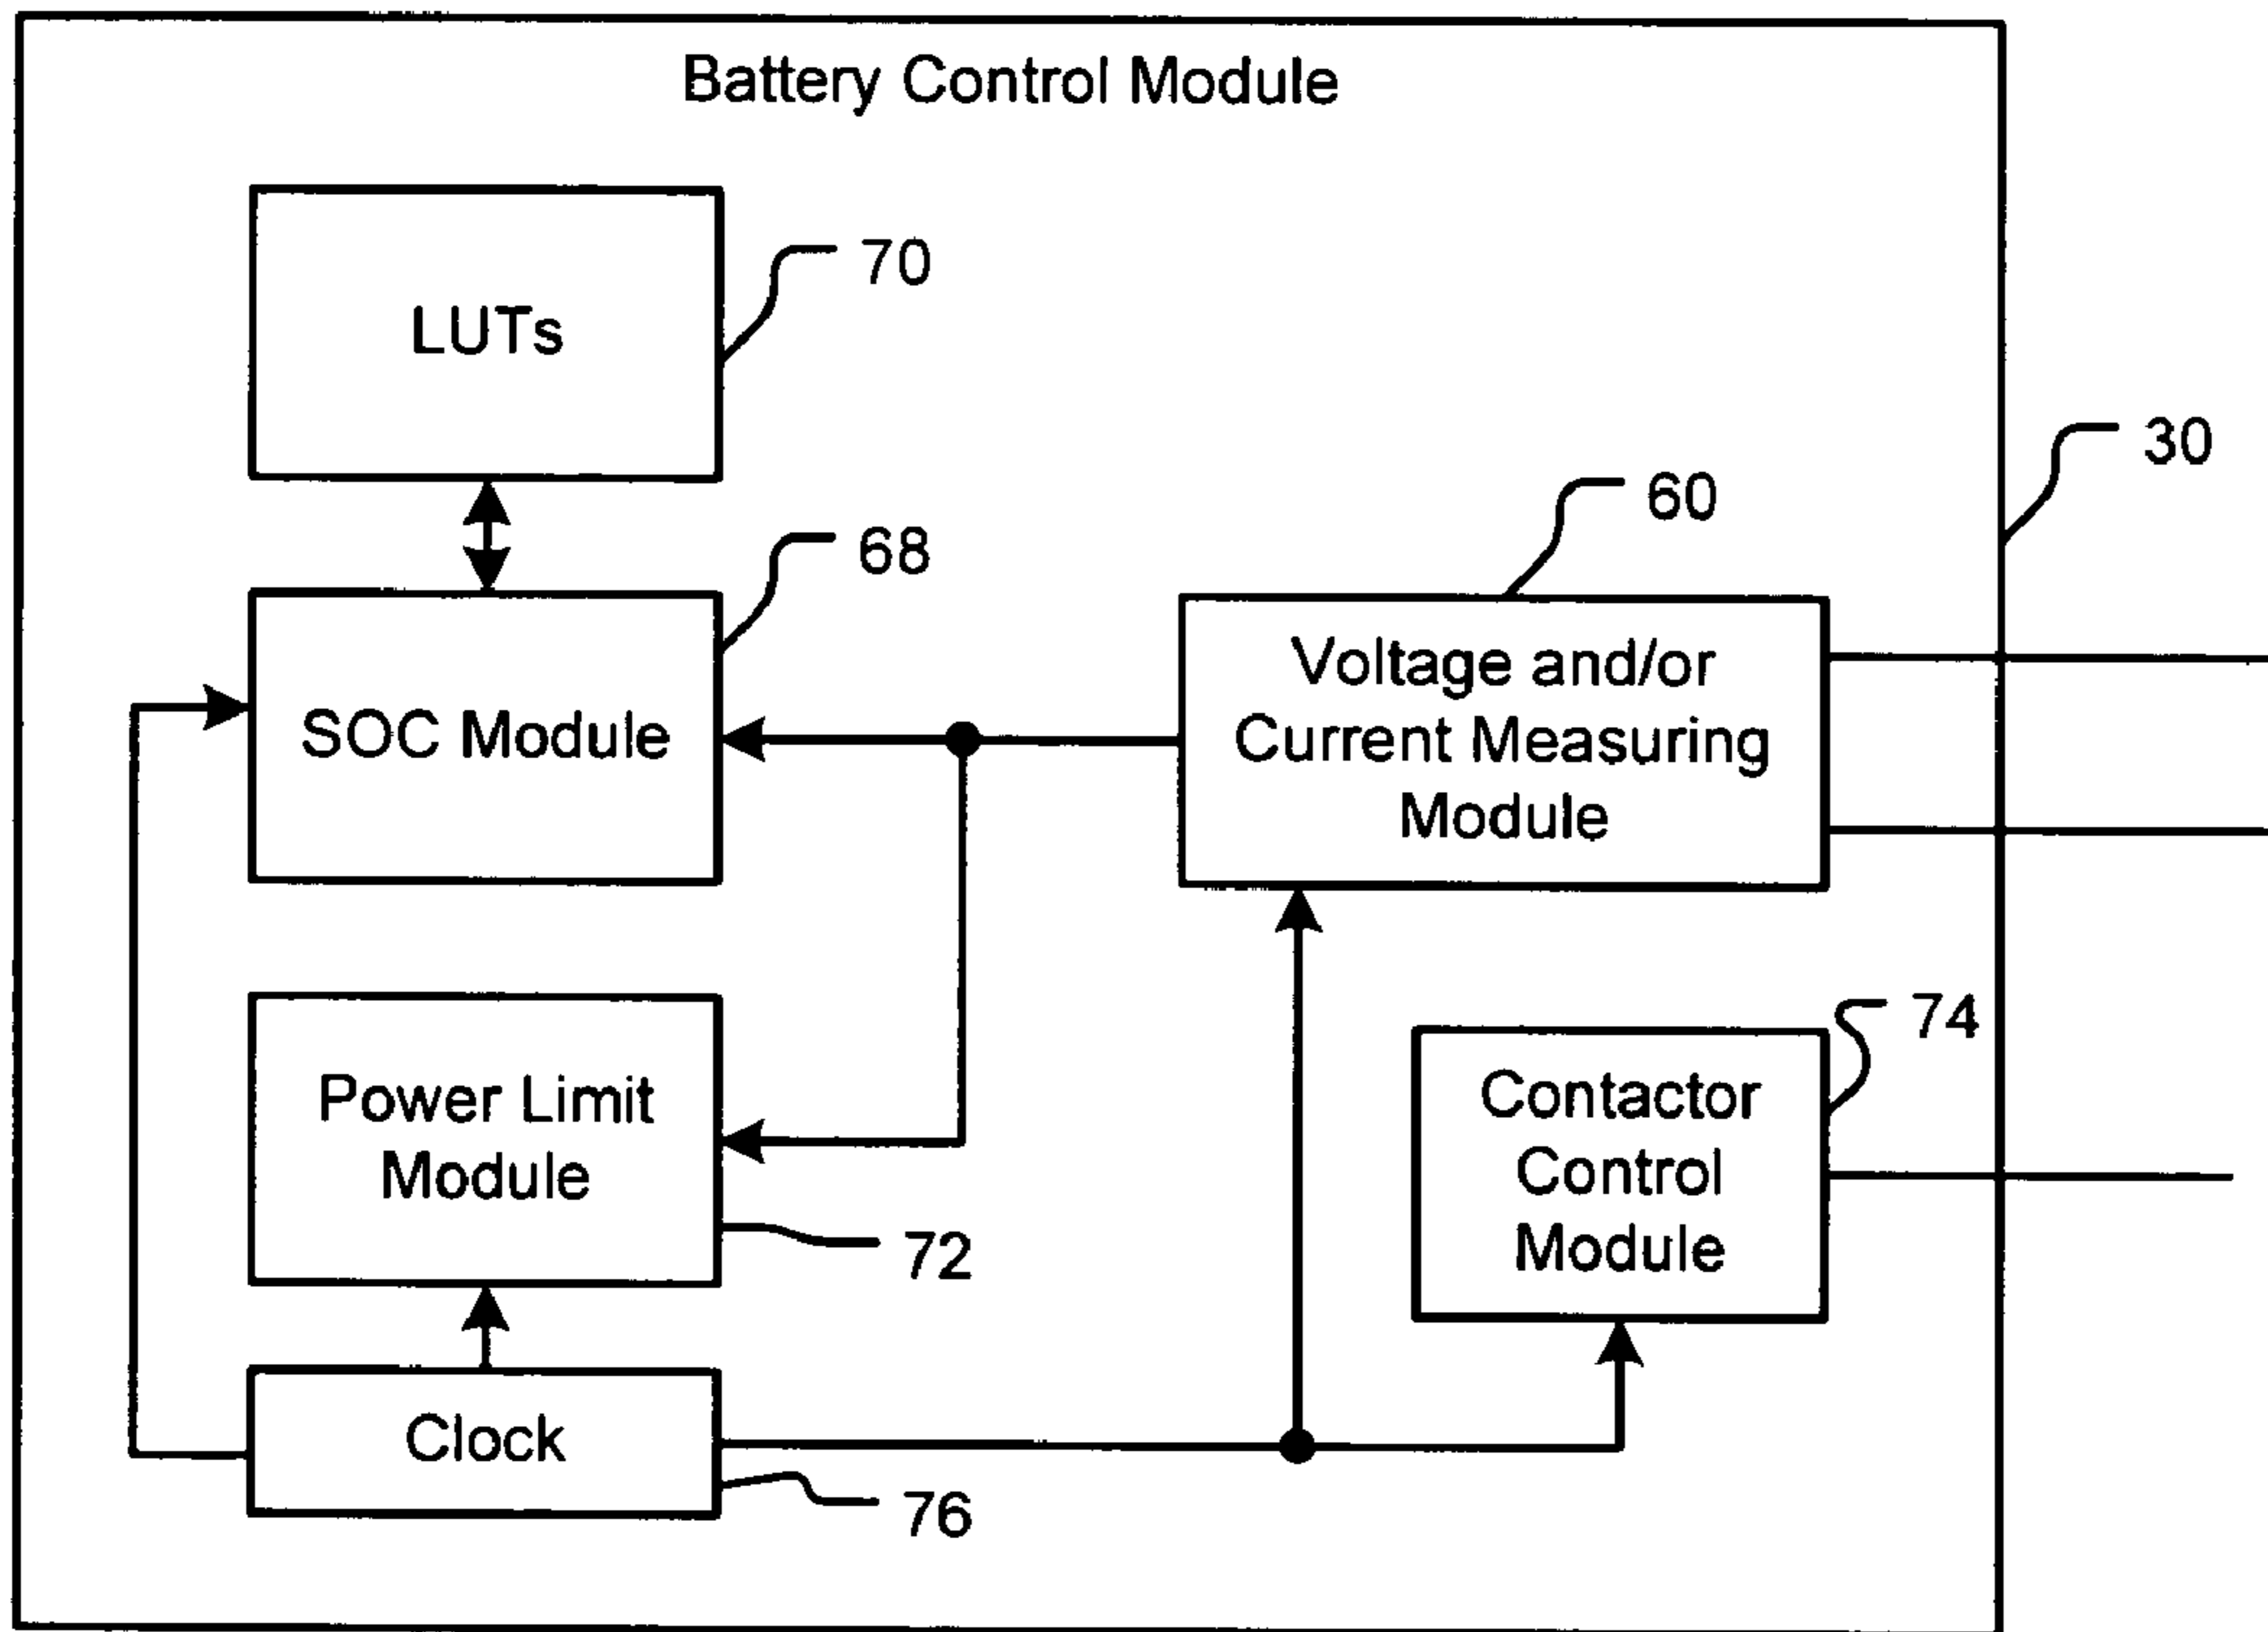 Battery Control Module
LUTs
70
30
60
68
Voltage and/or
Current Measuring
Module
SOC Module
74
Contactor
Control
Module
Power Limit
Module
72
Clock
76